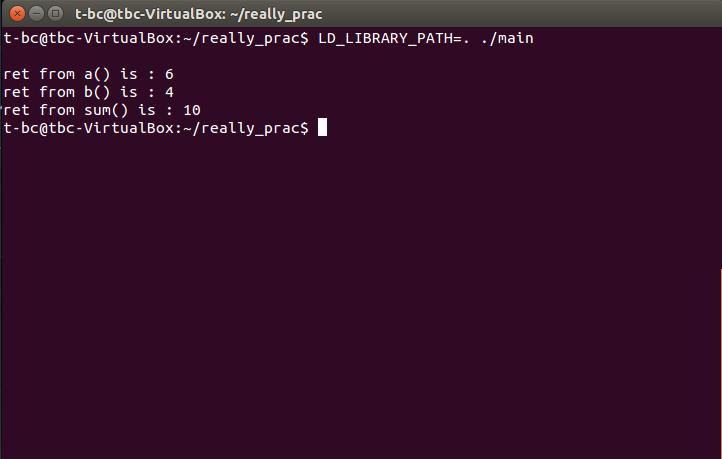 t-bc@tbc-VirtualBox: ~/really_prac
t-bc@tbc-VirtualBox:~/really_prac$ LD_LIBRARY_PATH=. ./main
ret from a() is : 6
ret from b() is : 4
ret from sum() is : 10
t-bc@tbc-VirtualBox:~/really_prac$